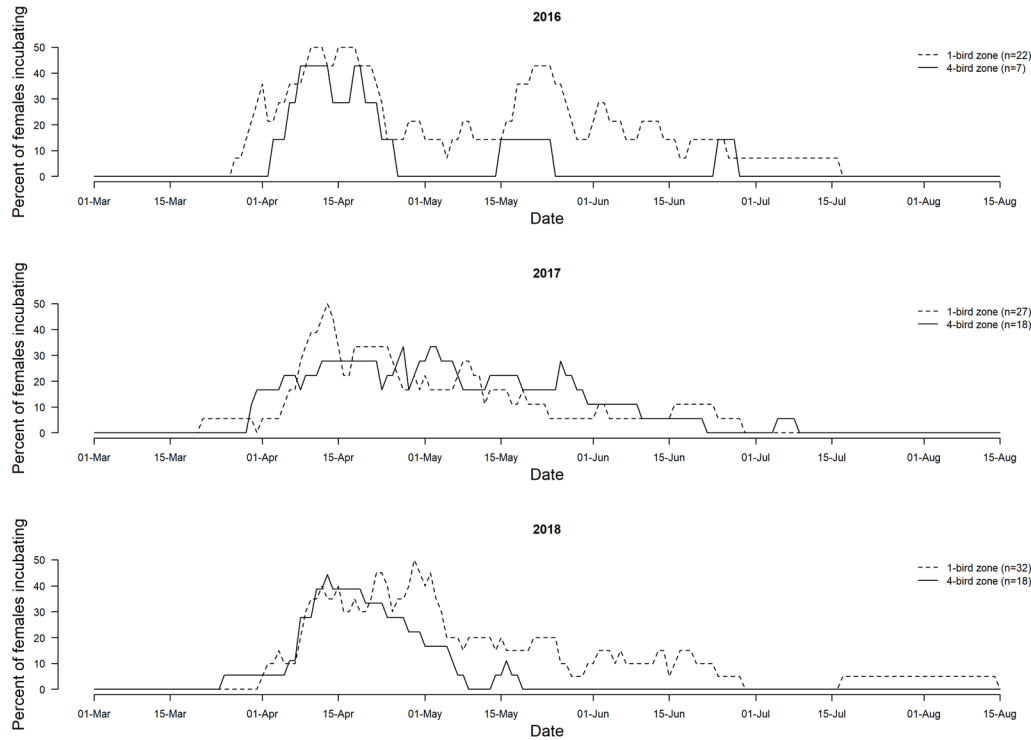 2016
Percent of females incubating
50
40
30
20
10
0
1-bird zone (n=22)
4-bird zone (n=7)
01-Mar 15-Mar 01-Apr 15-Apr 01-May 15-May 01-Jun 15-Jun 01-Jul 15-Jul 01-Aug 15-Aug
Date
2017
Percent of females incubating
50
40
30
20
10
0
1-bird zone (n=27)
4-bird zone (n=18)
01-Mar 15-Mar 01-Apr 15-Apr 01-May 15-May 01-Jun 15-Jun 01-Jul 15-Jul 01-Aug 15-Aug
Date
2018
Percent of females incubating
50
40
30
20
10
0
1-bird zone (n=32)
4-bird zone (n=18)
01-Mar 15-Mar 01-Apr 15-Apr 01-May 15-May 01-Jun 15-Jun 01-Jul 15-Jul 01-Aug 15-Aug
Date